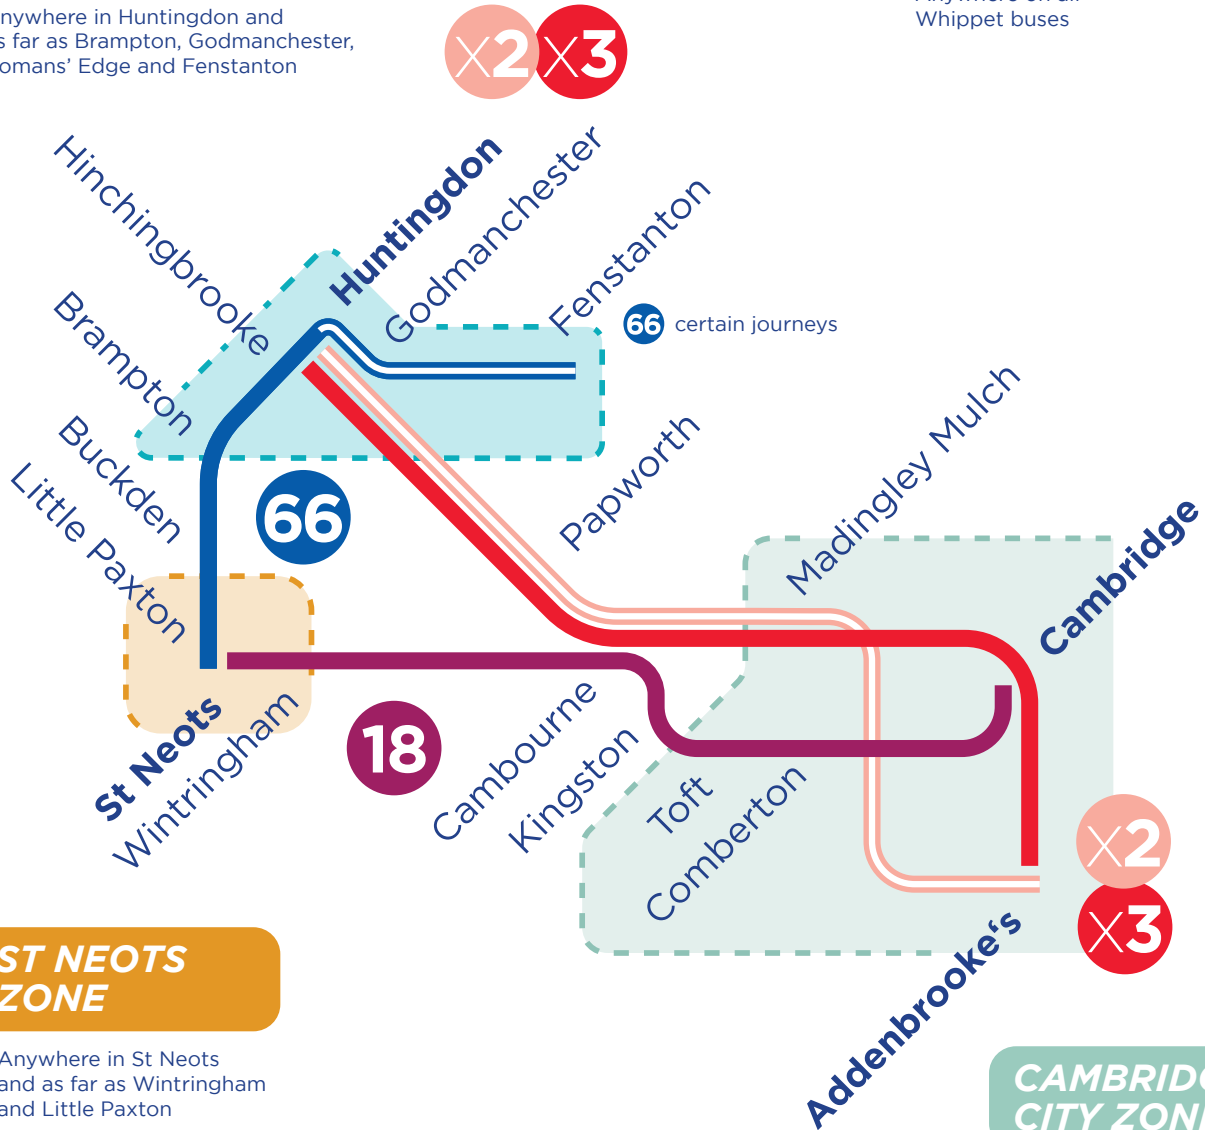 nywhere in Huntingdon and
s far as Brampton, Godmanchester,
omans' Edge and Fenstanton
Whippet buses
X2 X3
Hinchingbrooke
Huntingdon
Godmanchester
Fenstanton
66 certain journeys
Brampton
Buckden
Little Paxton
66
Papworth
Madingley Mulch
Cambridge
St Neots
Wintringham
18
Cambourne
Kingston
Toft
Comberton
X2
X3
Addenbrooke‘s
ST NEOTS
ZONE
Anywhere in St Neots
and as far as Wintringham
and Little Paxton
CAMBRIDG
CITY ZON